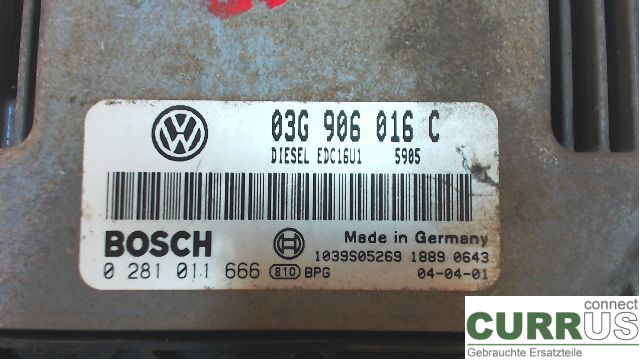 03G 906 016 C
DIESEL EDC16U1 5905
BOSCH
Made in Germany
1039S05269 1889 0643
0 281 011 666 810 BPG 04-04-01
connect
CURRUS
Gebrauchte Ersatzteile